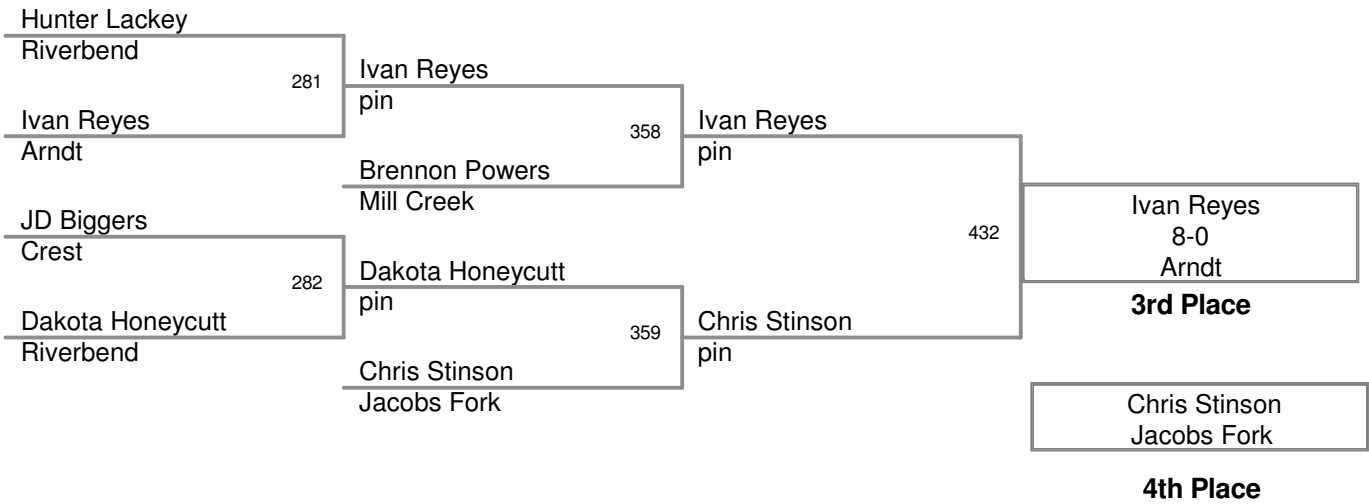 Hunter Lackey
Riverbend
281
Ivan Reyes
pin
Ivan Reyes
Arndt
358
Ivan Reyes
pin
Brennon Powers
Mill Creek
JD Biggers
Crest
282
Dakota Honeycutt
pin
Dakota Honeycutt
Riverbend
359
Chris Stinson
pin
Chris Stinson
Jacobs Fork
432
Ivan Reyes
8-0
Arndt
3rd Place
Chris Stinson
Jacobs Fork
4th Place